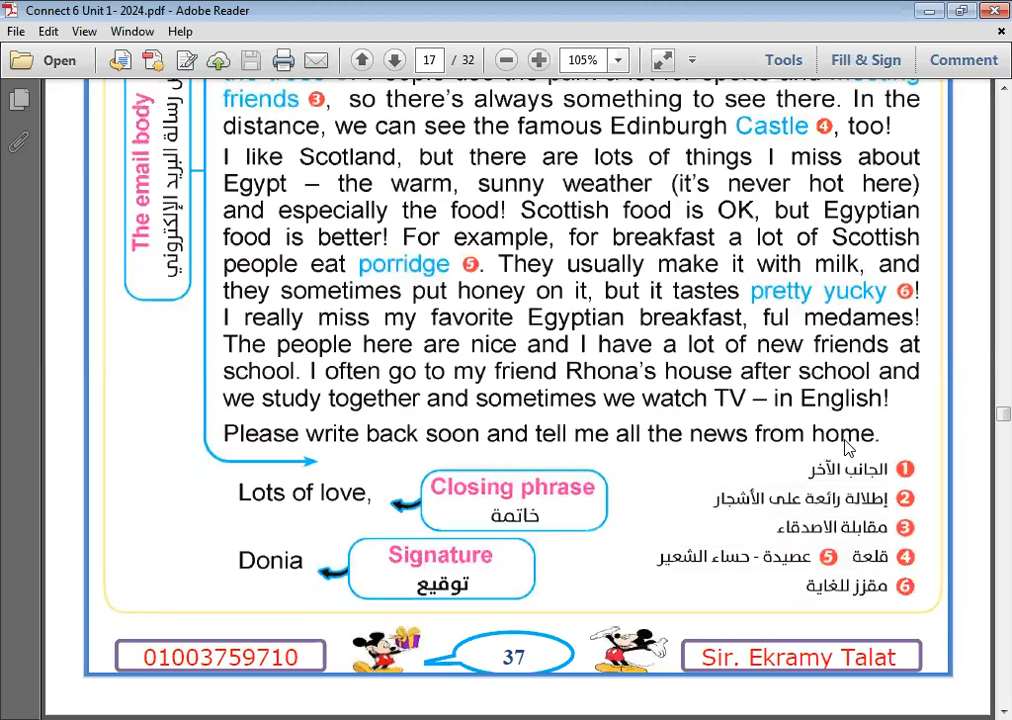 Connect 6 Unit 1- 2024.pdf - Adobe Reader
File Edit View Window Help
Open 17 / 32 105% Tools Fill & Sign Comment
friends 3, so there's always something to see there. In the
distance, we can see the famous Edinburgh Castle 4, too!
I like Scotland, but there are lots of things I miss about
Egypt – the warm, sunny weather (it's never hot here)
and especially the food! Scottish food is OK, but Egyptian
food is better! For example, for breakfast a lot of Scottish
people eat porridge 5. They usually make it with milk, and
they sometimes put honey on it, but it tastes pretty yucky 6!
I really miss my favorite Egyptian breakfast, ful medames!
The people here are nice and I have a lot of new friends at
school. I often go to my friend Rhona's house after school and
we study together and sometimes we watch TV – in English!
Please write back soon and tell me all the news from home.
The email body
رسالة البريد الإلكتروني
Lots of love,
Closing phrase
خاتمة
Donia
Signature
توقيع
1 الجانب الآخر
2 إطلالة رائعة على الأشجار
3 مقابلة الاصدقاء
4 قلعة 5 عصيدة - حساء الشعير
6 مقزز للغاية
01003759710
37
Sir. Ekramy Talat